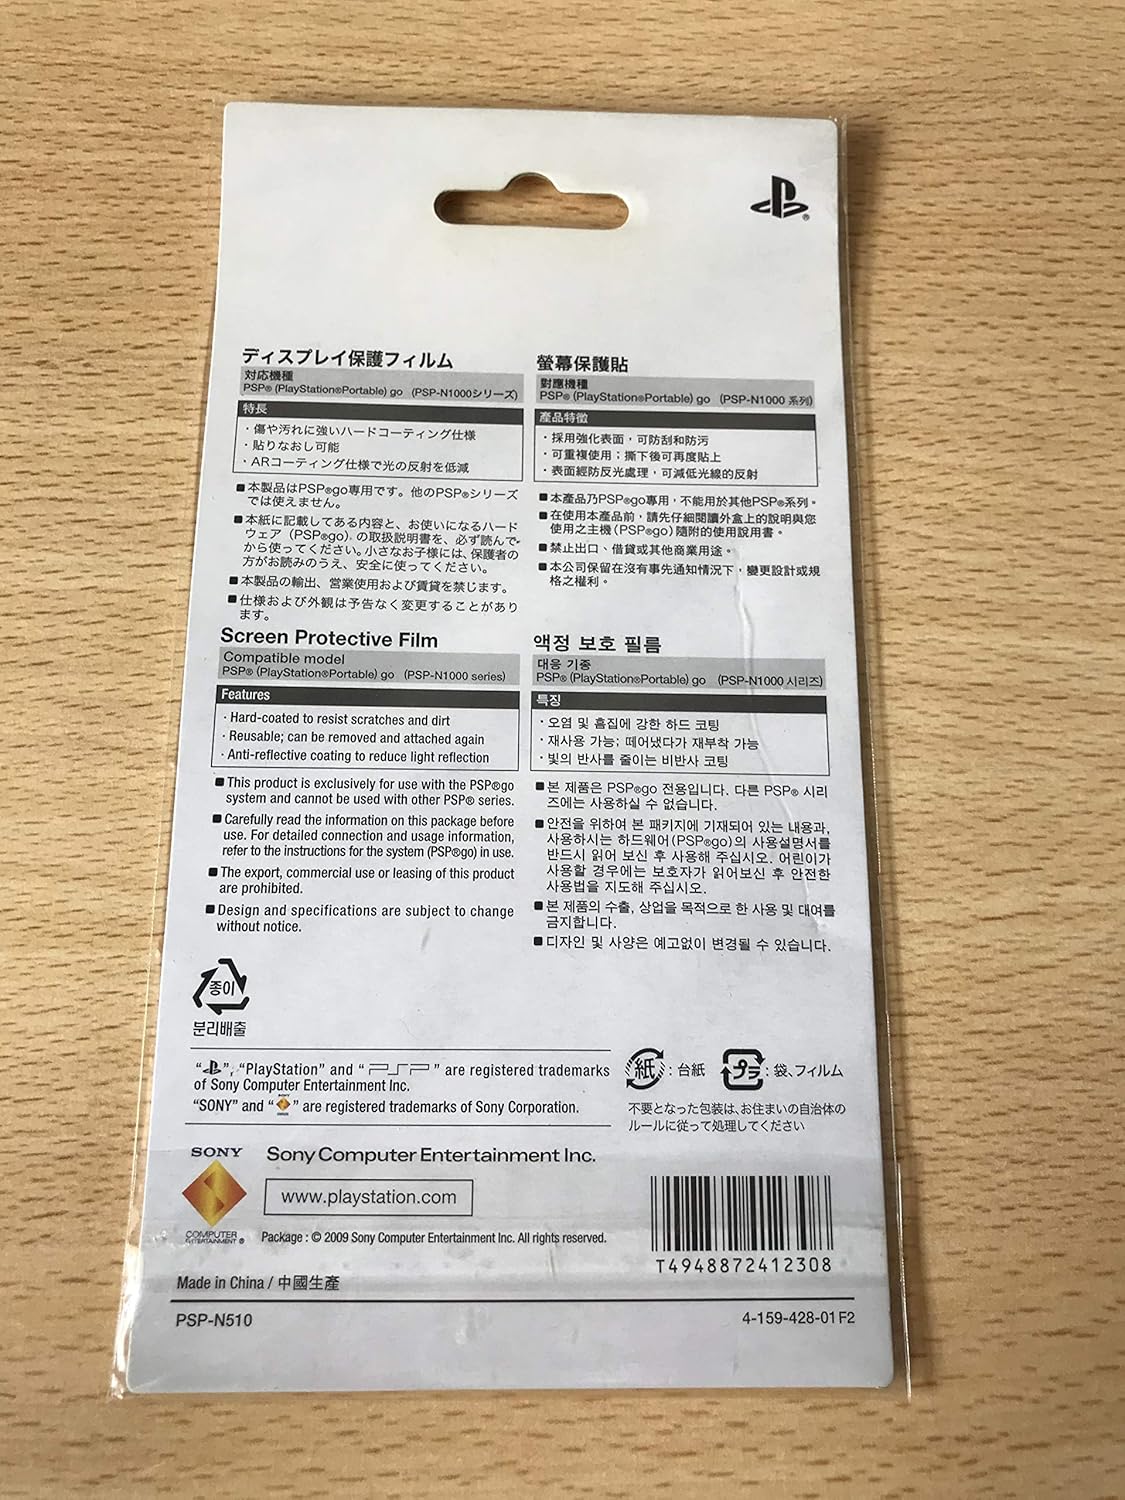 ディスプレイ保護フィルム
対応機種
PSP® (PlayStation®Portable) go (PSP-N1000シリーズ)
特長
・傷や汚れに強いハードコーティング仕様
・貼りなおし可能
・ARコーティング仕様で光の反射を低減
■本製品はPSP®go専用です。他のPSP®シリーズ
では使えません。
■本紙に記載してある内容と、お使いになるハード
ウェア (PSP®go) の取扱説明書を、必ず読んで
から使ってください。小さなお子様には、保護者の
方がお読みのうえ、安全に使ってください。
■本製品の輸出、営業使用および賃貸を禁じます。
■仕様および外観は予告なく変更することがあり
ます。
螢幕保護貼
對應機種
PSP® (PlayStation®Portable) go (PSP-N1000 系列)
產品特徵
・採用強化表面，可防刮和防污
・可重複使用；撕下後可再度貼上
・表面經防反光處理，可減低光線的反射
■本產品乃PSP®go專用，不能用於其他PSP®系列。
■在使用本產品前，請先仔細閱讀外盒上的說明與您
使用之主機(PSP®go)隨附的使用說明書。
■禁止出口、借貸或其他商業用途。
■本公司保留在沒有事先通知情況下，變更設計或規
格之權利。
Screen Protective Film
Compatible model
PSP® (PlayStation®Portable) go (PSP-N1000 series)
Features
· Hard-coated to resist scratches and dirt
· Reusable; can be removed and attached again
· Anti-reflective coating to reduce light reflection
■ This product is exclusively for use with the PSP®go
system and cannot be used with other PSP® series.
■ Carefully read the information on this package before
use. For detailed connection and usage information,
refer to the instructions for the system (PSP®go) in use.
■ The export, commercial use or leasing of this product
are prohibited.
■ Design and specifications are subject to change
without notice.
액정 보호 필름
대응 기종
PSP® (PlayStation®Portable) go (PSP-N1000 시리즈)
특징
· 오염 및 흠집에 강한 하드 코팅
· 재사용 가능; 떼어냈다가 재부착 가능
· 빛의 반사를 줄이는 비반사 코팅
■본 제품은 PSP®go 전용입니다. 다른 PSP® 시리
즈에는 사용하실 수 없습니다.
■안전을 위하여 본 패키지에 기재되어 있는 내용과,
사용하시는 하드웨어(PSP®go)의 사용설명서를
반드시 읽어 보신 후 사용해 주십시오. 어린이가
사용할 경우에는 보호자가 읽어보신 후 안전한
사용법을 지도해 주십시오.
■본 제품의 수출, 상업을 목적으로 한 사용 및 대여를
금지합니다.
■디자인 및 사양은 예고없이 변경될 수 있습니다.
종이
분리배출
“ ”, “PlayStation” and “PSP” are registered trademarks
of Sony Computer Entertainment Inc.
“SONY” and “ ” are registered trademarks of Sony Corporation.
紙 : 台紙 プラ : 袋、フィルム
不要となった包装は、お住まいの自治体の
ルールに従って処理してください
SONY
COMPUTER
ENTERTAINMENT ®
Sony Computer Entertainment Inc.
www.playstation.com
Package : © 2009 Sony Computer Entertainment Inc. All rights reserved.
T4948872412308
Made in China / 中國生產
PSP-N510
4-159-428-01 F2